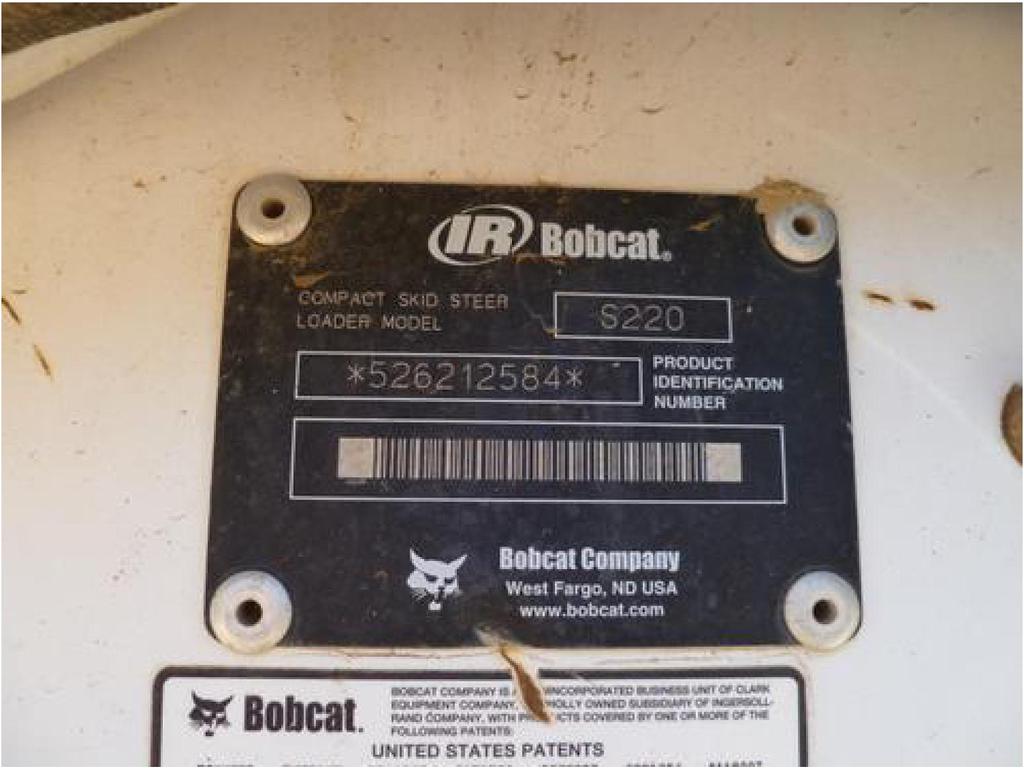 IR Bobcat®
COMPACT SKID STEER
LOADER MODEL
S220
*526212584*
PRODUCT
IDENTIFICATION
NUMBER
Bobcat Company
West Fargo, ND USA
www.bobcat.com
Bobcat.
BOBCAT COMPANY IS INCORPORATED BUSINESS UNIT OF CLARK
EQUIPMENT COMPANY, WHOLLY OWNED SUBSIDIARY OF INGERSOLL-
RAND COMPANY, WITH COVERED BY ONE OR MORE OF THE
FOLLOWING PATENTS:
UNITED STATES PATENTS